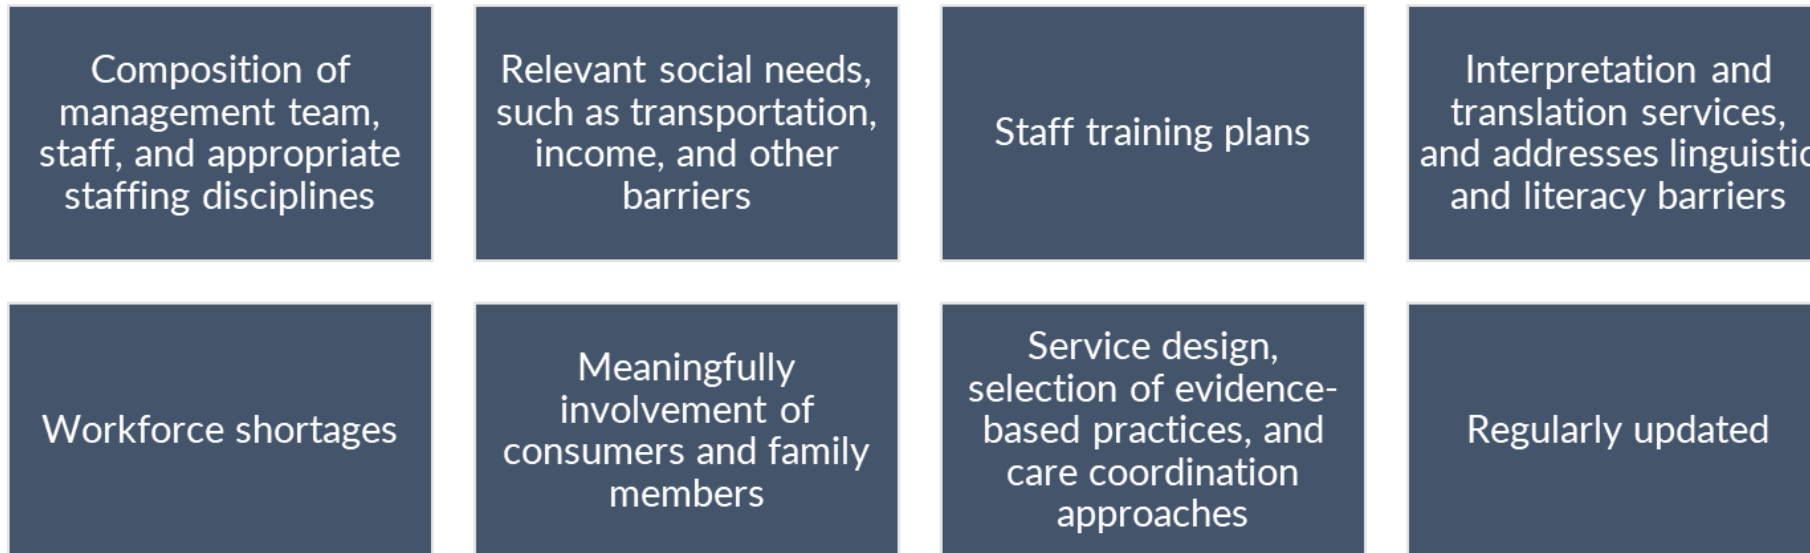 Composition of
management team,
staff, and appropriate
staffing disciplines
Relevant social needs,
such as transportation,
income, and other
barriers
Staff training plans
Interpretation and
translation services,
and addresses linguistic
and literacy barriers
Workforce shortages
Meaningfully
involvement of
consumers and family
members
Service design,
selection of evidence-
based practices, and
care coordination
approaches
Regularly updated